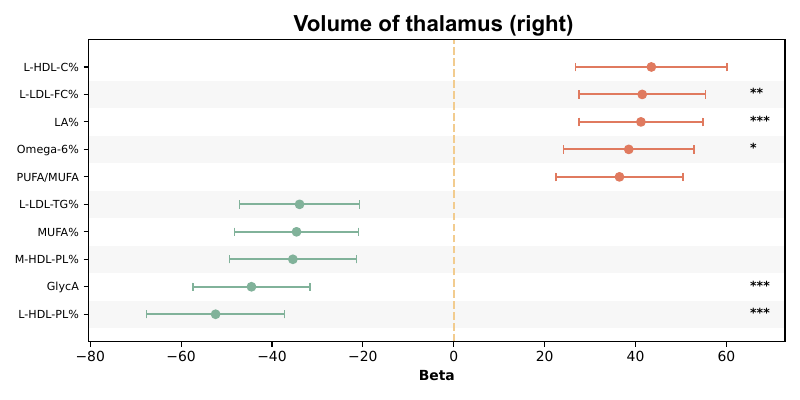 Volume of thalamus (right)
L-HDL-C%
L-LDL-FC% **
LA% ***
Omega-6% *
PUFA/MUFA
L-LDL-TG%
MUFA%
M-HDL-PL%
GlycA ***
L-HDL-PL% ***
−80 −60 −40 −20 0 20 40 60
Beta